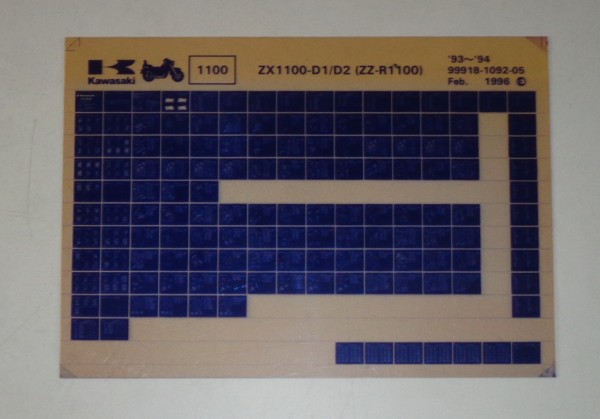 Kawasaki
1100
ZX1100-D1/D2 (ZZ-R1100)
'93~'94
99918-1092-05
Feb. 1996 ©